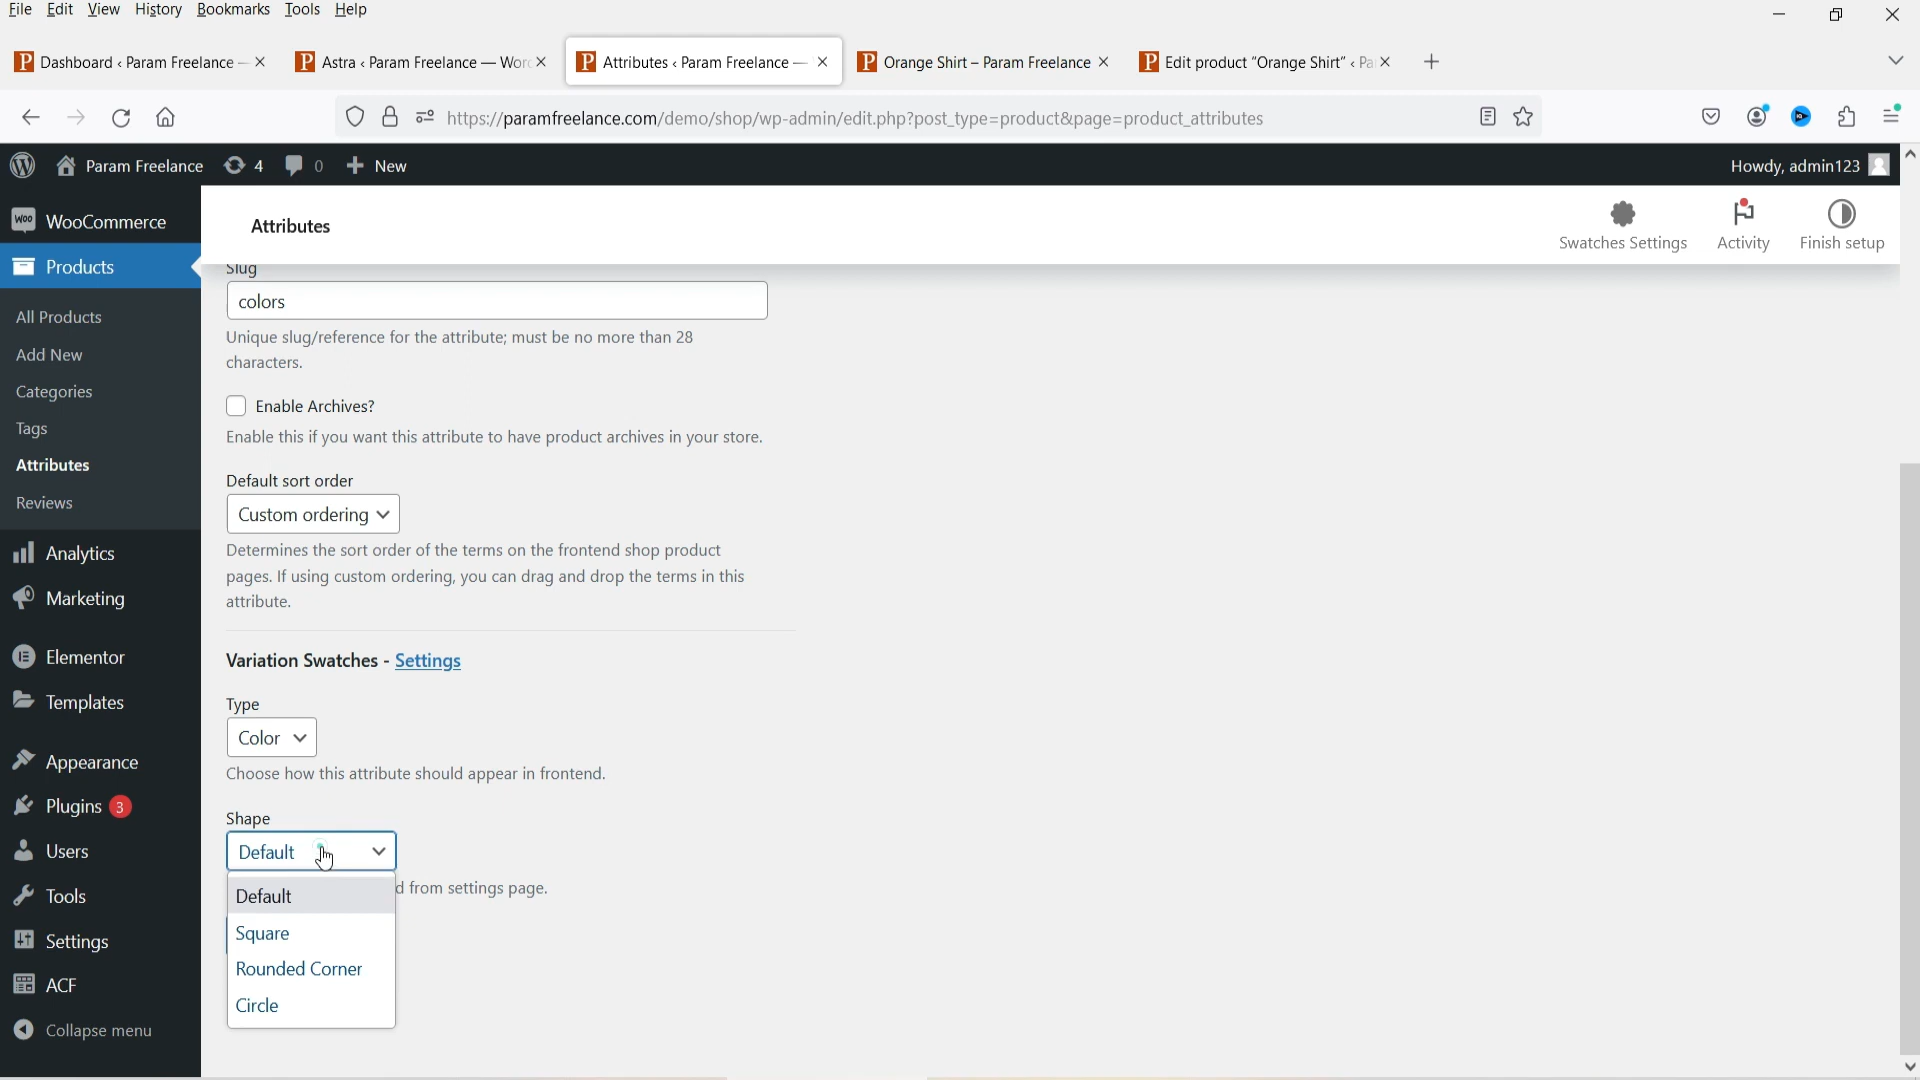 File Edit View History Bookmarks Tools Help
Dashboard ‹ Param Freelance —
Astra ‹ Param Freelance — Wor
Attributes ‹ Param Freelance —
Orange Shirt – Param Freelance
Edit product “Orange Shirt” ‹ Pa
https://paramfreelance.com/demo/shop/wp-admin/edit.php?post_type=product&page=product_attributes
Param Freelance 4 0 New
Howdy, admin123
WooCommerce
Products
All Products
Add New
Categories
Tags
Attributes
Reviews
Analytics
Marketing
Elementor
Templates
Appearance
Plugins 3
Users
Tools
Settings
ACF
Collapse menu
Attributes
Swatches Settings
Activity
Finish setup
Slug
colors
Unique slug/reference for the attribute; must be no more than 28
characters.
Enable Archives?
Enable this if you want this attribute to have product archives in your store.
Default sort order
Custom ordering
Determines the sort order of the terms on the frontend shop product
pages. If using custom ordering, you can drag and drop the terms in this
attribute.
Variation Swatches - Settings
Type
Color
Choose how this attribute should appear in frontend.
Shape
Default
d from settings page.
Default
Square
Rounded Corner
Circle